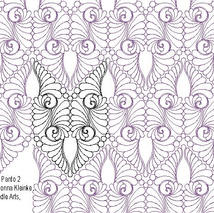 Panto 2
onna Kleinke,
dle Arts,